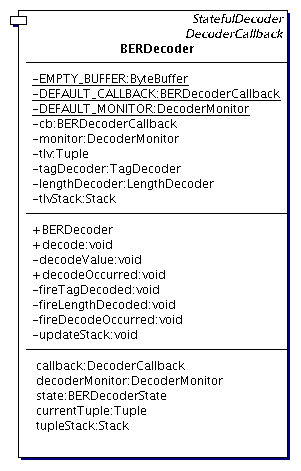 StatefulDecoder
DecoderCallback
BERDecoder
-EMPTY_BUFFER:ByteBuffer
-DEFAULT_CALLBACK:BERDecoderCallback
-DEFAULT_MONITOR:DecoderMonitor
-cb:BERDecoderCallback
-monitor:DecoderMonitor
-tlv:Tuple
-tagDecoder:TagDecoder
-lengthDecoder:LengthDecoder
-tlvStack:Stack
+BERDecoder
+decode:void
-decodeValue:void
+decodeOccurred:void
-fireTagDecoded:void
-fireLengthDecoded:void
-fireDecodeOccurred:void
-updateStack:void
callback:DecoderCallback
decoderMonitor:DecoderMonitor
state:BERDecoderState
currentTuple:Tuple
tupleStack:Stack